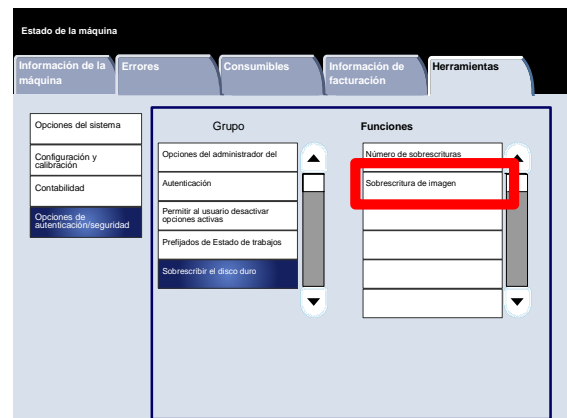 Estado de la máquina
Información de la
máquina
Errores
Consumibles
Información de
facturación
Herramientas
Opciones del sistema
Configuración y
calibración
Contabilidad
Opciones de
autenticación/seguridad
Grupo
Opciones del administrador del
Autenticación
Permitir al usuario desactivar
opciones activas
Prefijados de Estado de trabajos
Sobrescribir el disco duro
Funciones
Número de sobrescrituras
Sobrescritura de imagen